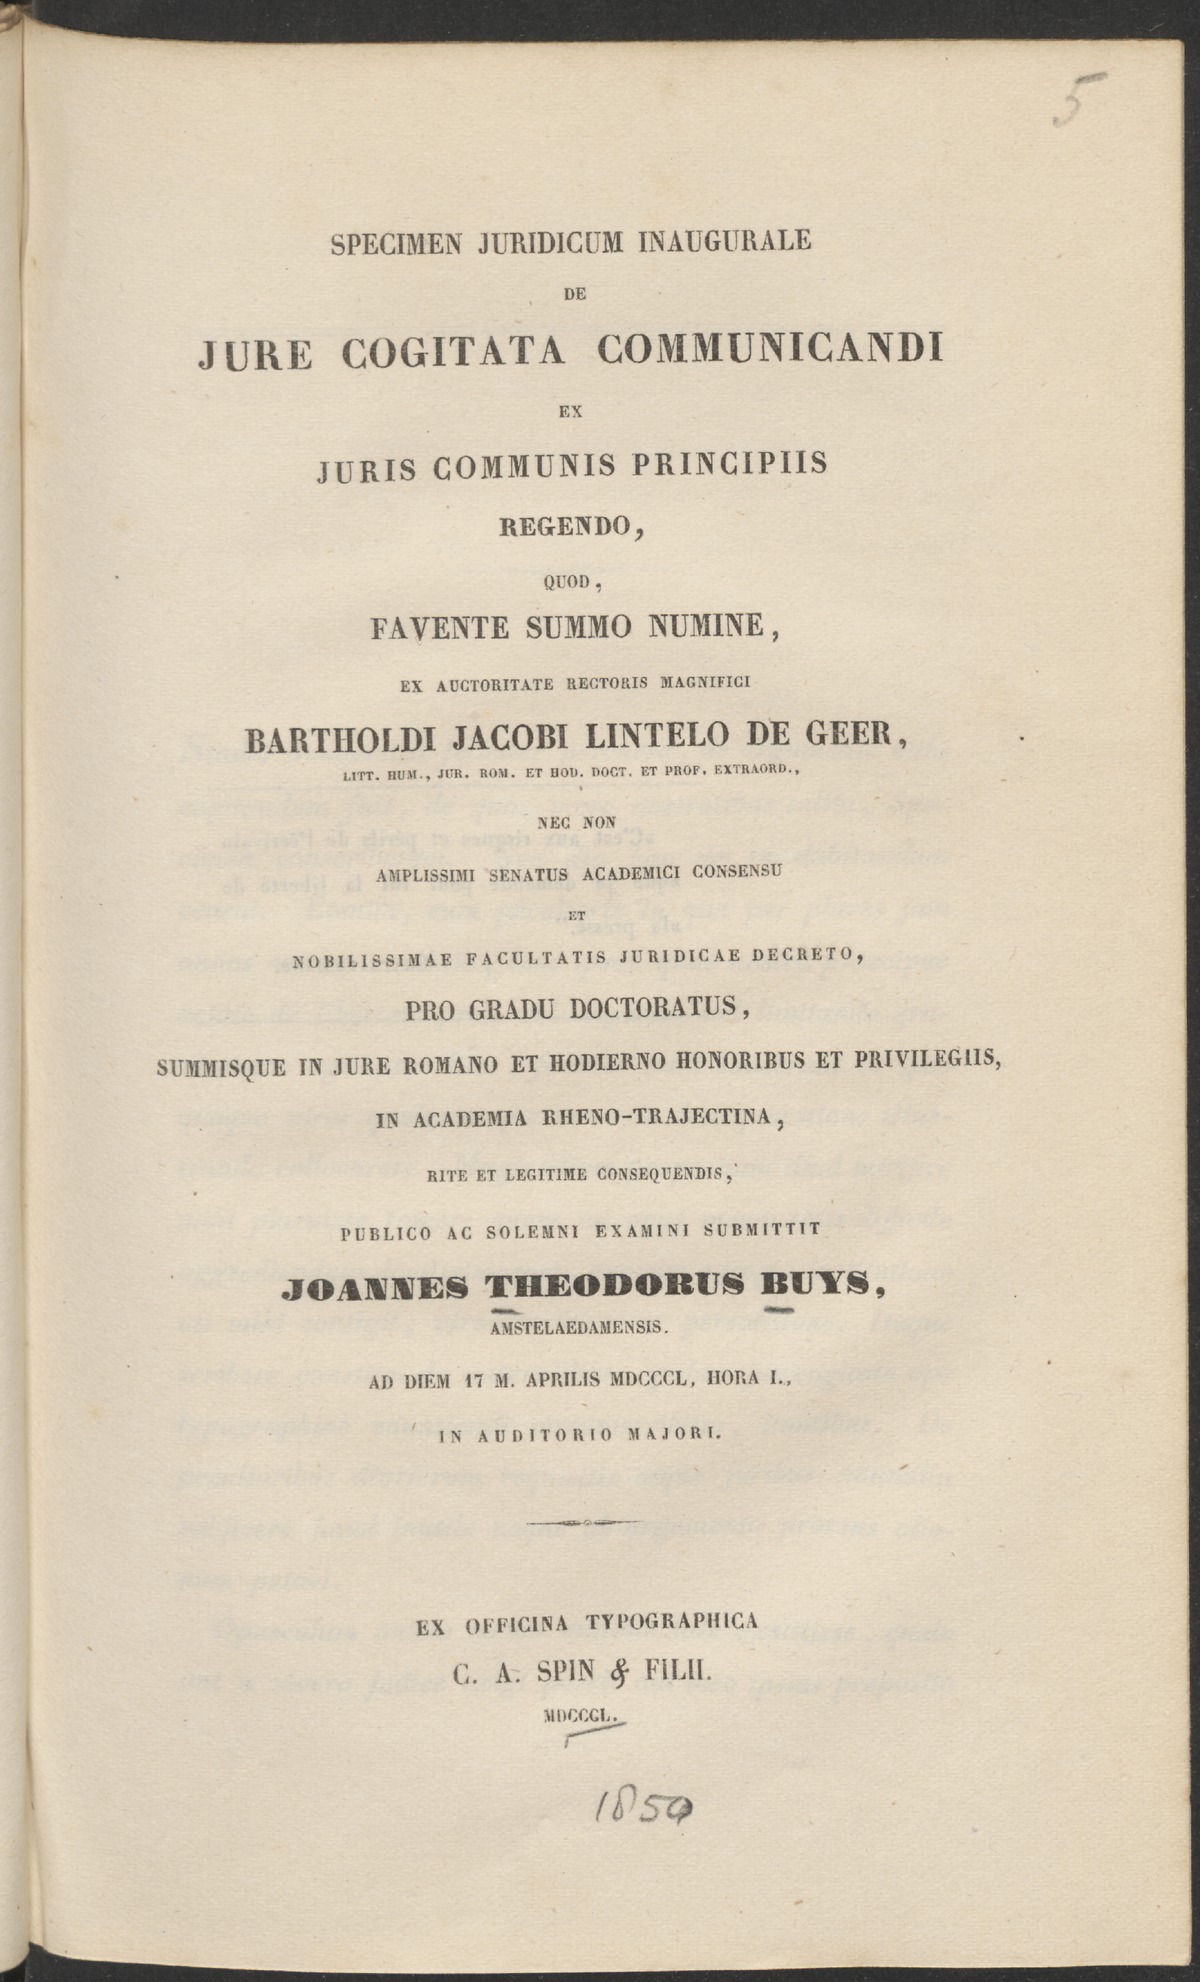 5
SPECIMEN JURIDICUM INAUGURALE
DE
JURE COGITATA COMMUNICANDI
EX
JURIS COMMUNIS PRINCIPIIS
REGENDO,
QUOD,
FAVENTE SUMMO NUMINE,
EX AUCTORITATE RECTORIS MAGNIFICI
BARTHOLDI JACOBI LINTELO DE GEER,
LITT. HUM., JUR. ROM. ET HOD. DOCT. ET PROF. EXTRAORD.,
NEC NON
AMPLISSIMI SENATUS ACADEMICI CONSENSU
ET
NOBILISSIMAE FACULTATIS JURIDICAE DECRETO,
PRO GRADU DOCTORATUS,
SUMMISQUE IN JURE ROMANO ET HODIERNO HONORIBUS ET PRIVILEGIIS,
IN ACADEMIA RHENO-TRAJECTINA,
RITE ET LEGITIME CONSEQUENDIS,
PUBLICO AC SOLEMNI EXAMINI SUBMITTIT
JOANNES THEODORUS BUYS,
AMSTELAEDAMENSIS.
AD DIEM 17 M. APRILIS MDCCCL, HORA I.,
IN AUDITORIO MAJORI.
EX OFFICINA TYPOGRAPHICA
C. A. SPIN & FILII.
MDCCCL.
1850